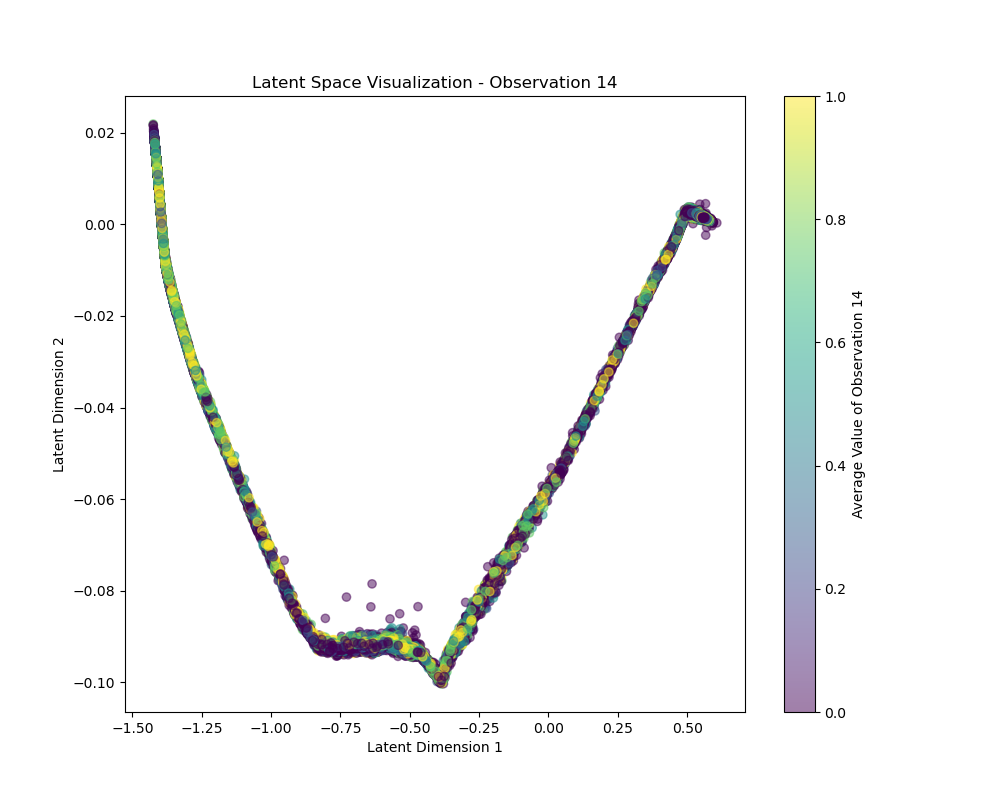 Latent Space Visualization - Observation 14
0.02
0.00
−0.02
−0.04
−0.06
−0.08
−0.10
Latent Dimension 2
−1.50 −1.25 −1.00 −0.75 −0.50 −0.25 0.00 0.25 0.50
Latent Dimension 1
1.0
0.8
0.6
0.4
0.2
0.0
Average Value of Observation 14